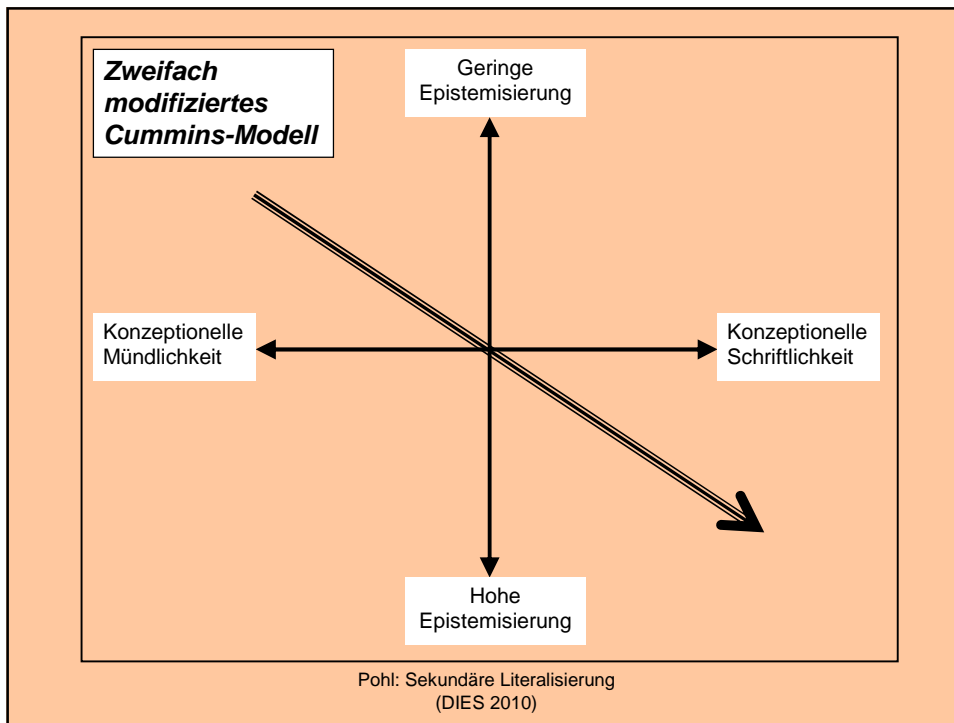 Zweifach
modifiziertes
Cummins-Modell
Geringe
Epistemisierung
Konzeptionelle
Mündlichkeit
Konzeptionelle
Schriftlichkeit
Hohe
Epistemisierung
Pohl: Sekundäre Literalisierung
(DIES 2010)